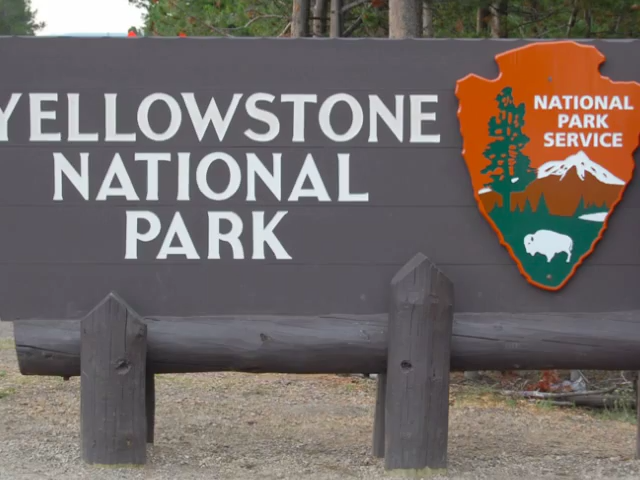 YELLOWSTONE
NATIONAL
PARK
NATIONAL
PARK
SERVICE